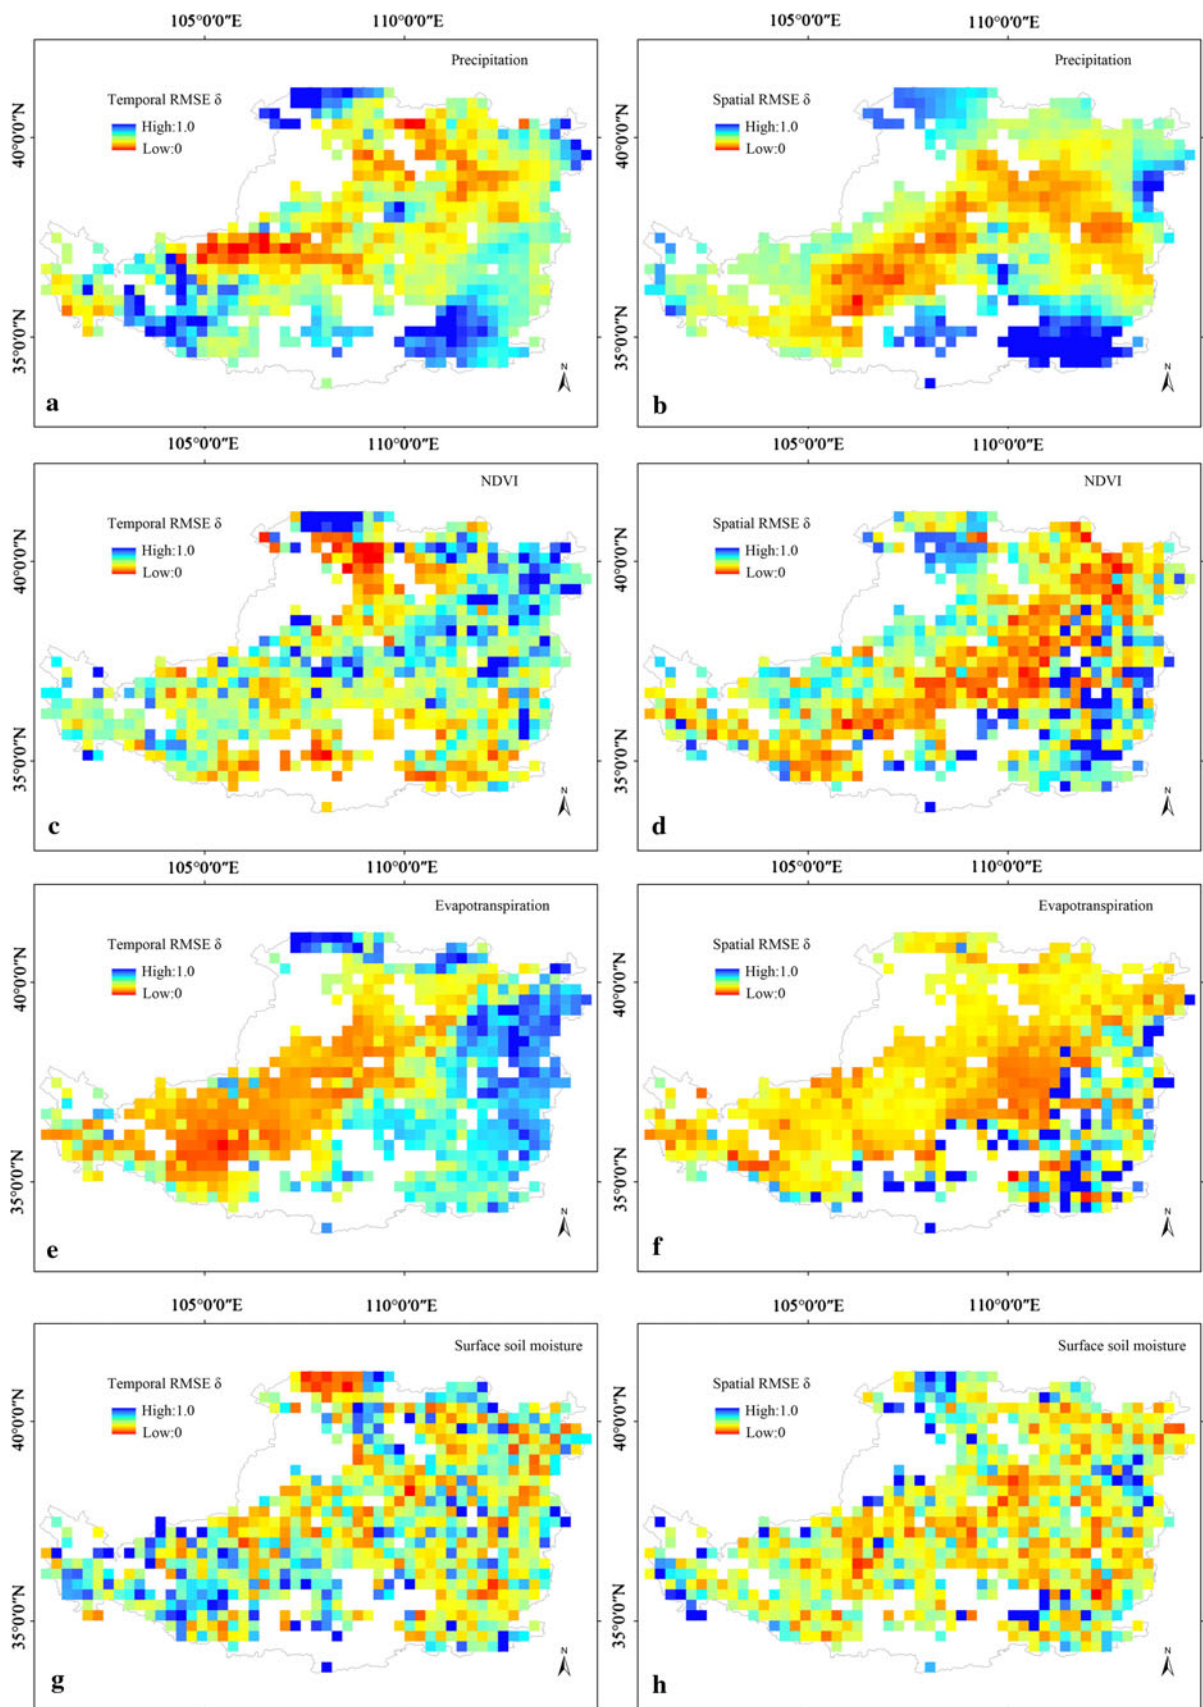 105°0'0"E 110°0'0"E 105°0'0"E 110°0'0"E
Precipitation
Temporal RMSE δ
High:1.0
Low:0
40°0'0"N
35°0'0"N
N
a
Precipitation
Spatial RMSE δ
High:1.0
Low:0
40°0'0"N
35°0'0"N
N
b
105°0'0"E 110°0'0"E 105°0'0"E 110°0'0"E
NDVI
Temporal RMSE δ
High:1.0
Low:0
40°0'0"N
35°0'0"N
N
c
NDVI
Spatial RMSE δ
High:1.0
Low:0
40°0'0"N
35°0'0"N
N
d
105°0'0"E 110°0'0"E 105°0'0"E 110°0'0"E
Evapotranspiration
Temporal RMSE δ
High:1.0
Low:0
40°0'0"N
35°0'0"N
N
e
Evapotranspiration
Spatial RMSE δ
High:1.0
Low:0
40°0'0"N
35°0'0"N
N
f
105°0'0"E 110°0'0"E 105°0'0"E 110°0'0"E
Surface soil moisture
Temporal RMSE δ
High:1.0
Low:0
40°0'0"N
35°0'0"N
N
g
Surface soil moisture
Spatial RMSE δ
High:1.0
Low:0
40°0'0"N
35°0'0"N
N
h